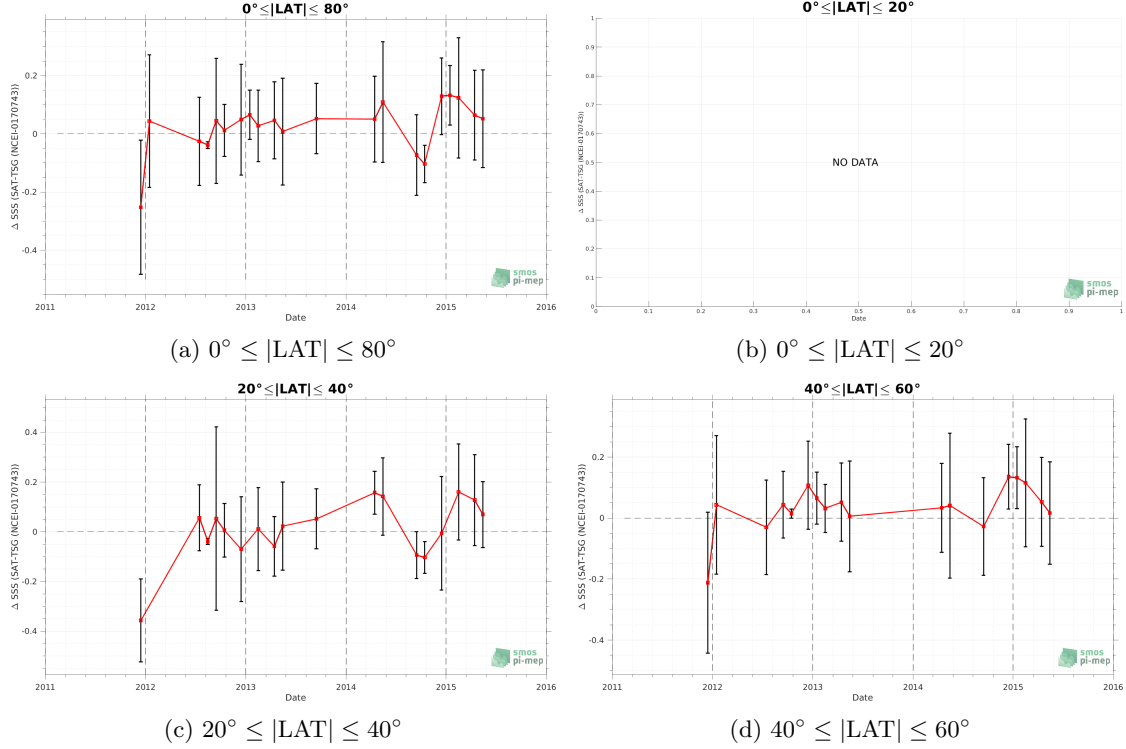 0°≤|LAT|≤ 80°
Δ SSS (SAT-TSG (NCEI-0170743))
0.2
0
-0.2
-0.4
2011 2012 2013 2014 2015 2016
Date
smos
pi-mep
(a) 0° ≤ |LAT| ≤ 80°
0°≤|LAT|≤ 20°
Δ SSS (SAT-TSG (NCEI-0170743))
1
0.9
0.8
0.7
0.6
0.5
0.4
0.3
0.2
0.1
0
NO DATA
0 0.1 0.2 0.3 0.4 0.5 0.6 0.7 0.8 0.9 1
Date
smos
pi-mep
(b) 0° ≤ |LAT| ≤ 20°
20°≤|LAT|≤ 40°
Δ SSS (SAT-TSG (NCEI-0170743))
0.4
0.2
0
-0.2
-0.4
2011 2012 2013 2014 2015 2016
Date
smos
pi-mep
(c) 20° ≤ |LAT| ≤ 40°
40°≤|LAT|≤ 60°
Δ SSS (SAT-TSG (NCEI-0170743))
0.2
0
-0.2
-0.4
2011 2012 2013 2014 2015 2016
Date
smos
pi-mep
(d) 40° ≤ |LAT| ≤ 60°